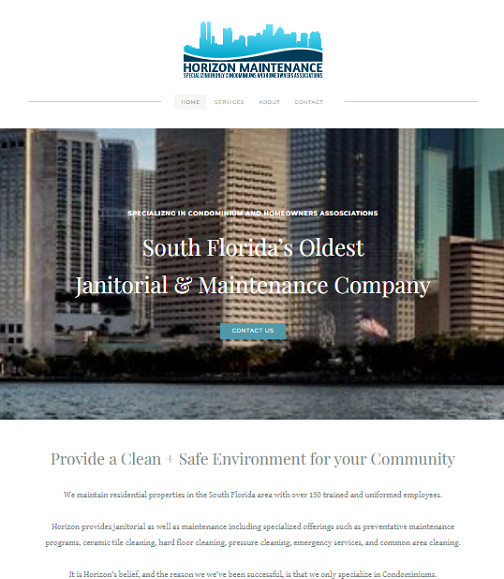 HORIZON MAINTENANCE
SPECIALIZING ONLY CONDOMINIUMS AND HOMEOWNERS ASSOCIATIONS
HOME SERVICES ABOUT CONTACT
SPECIALIZNG IN CONDOMINIUM AND HOMEOWNERS ASSOSCIATIONS
South Florida's Oldest
Janitorial & Maintenance Company
CONTACT US
Provide a Clean + Safe Environment for your Community
We maintain residential properties in the South Florida area with over 150 trained and uniformed employees.
Horizon provides janitorial as well as maintenance including specialized offerings such as preventative maintenance
programs, ceramic tile cleaning, hard floor cleaning, pressure cleaning, emergency services, and common area cleaning.
It is Horizon's belief, and the reason we we've been successful, is that we only specialize in Condominiums.